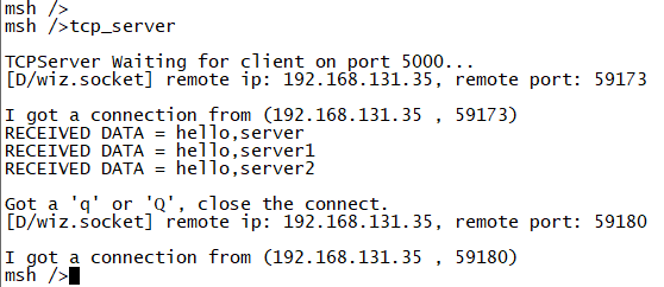 msh />
msh />tcp_server
TCPServer Waiting for client on port 5000...
[D/wiz.socket] remote ip: 192.168.131.35, remote port: 59173
I got a connection from (192.168.131.35 , 59173)
RECEIVED DATA = hello,server
RECEIVED DATA = hello,server1
RECEIVED DATA = hello,server2
Got a 'q' or 'Q', close the connect.
[D/wiz.socket] remote ip: 192.168.131.35, remote port: 59180
I got a connection from (192.168.131.35 , 59180)
msh />